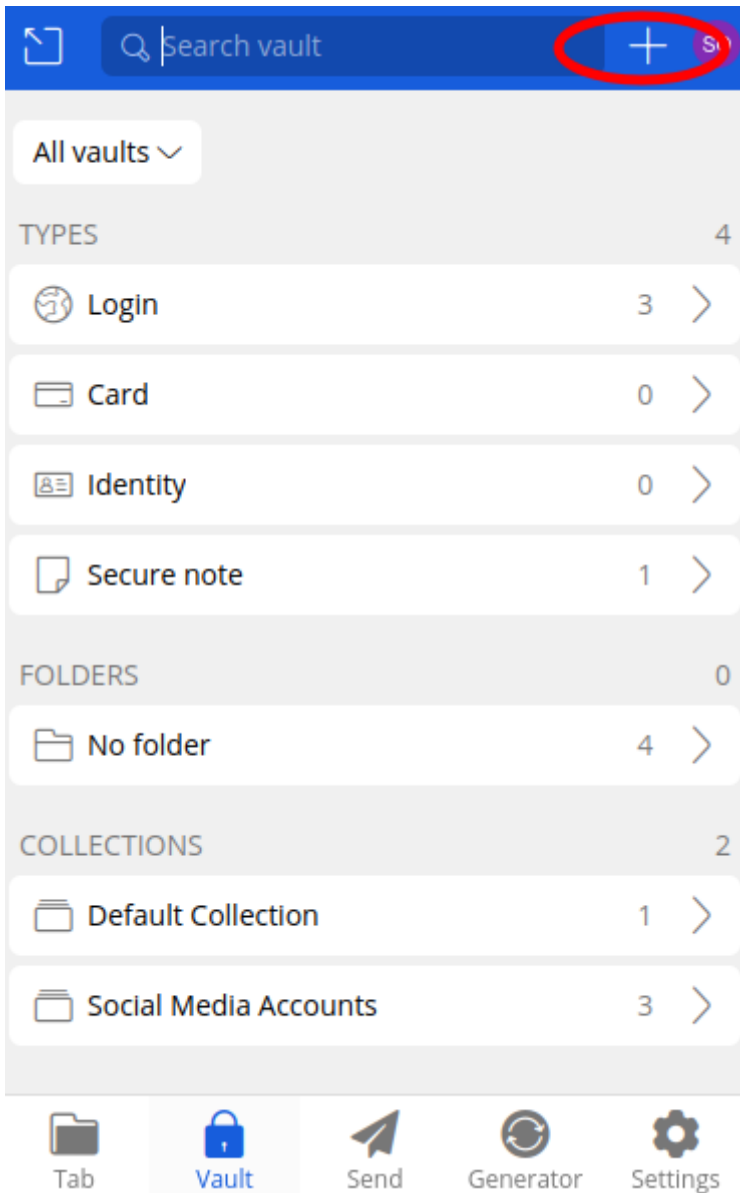 Search vault
All vaults
TYPES 4
Login 3
Card 0
Identity 0
Secure note 1
FOLDERS 0
No folder 4
COLLECTIONS 2
Default Collection 1
Social Media Accounts 3
Tab Vault Send Generator Settings